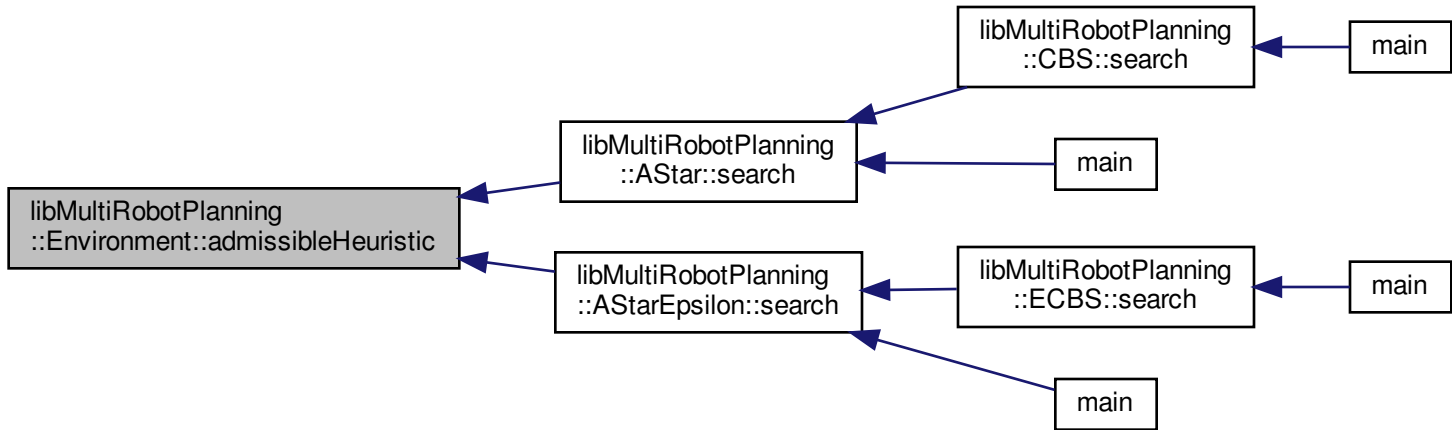 libMultiRobotPlanning
::Environment::admissibleHeuristic
libMultiRobotPlanning
::AStar::search
libMultiRobotPlanning
::CBS::search
main
main
libMultiRobotPlanning
::AStarEpsilon::search
libMultiRobotPlanning
::ECBS::search
main
main